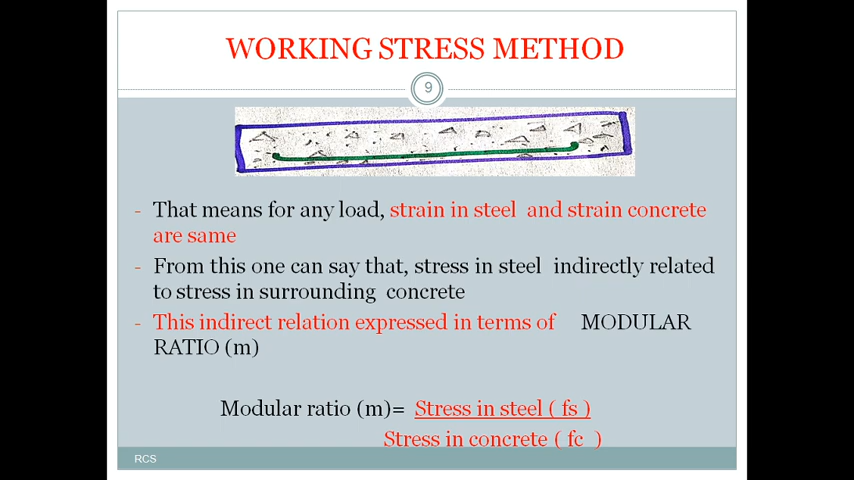 WORKING STRESS METHOD
9
- That means for any load, strain in steel and strain concrete
are same
- From this one can say that, stress in steel indirectly related
to stress in surrounding concrete
- This indirect relation expressed in terms of MODULAR
RATIO (m)
Modular ratio (m)= Stress in steel ( fs )
Stress in concrete ( fc )
RCS